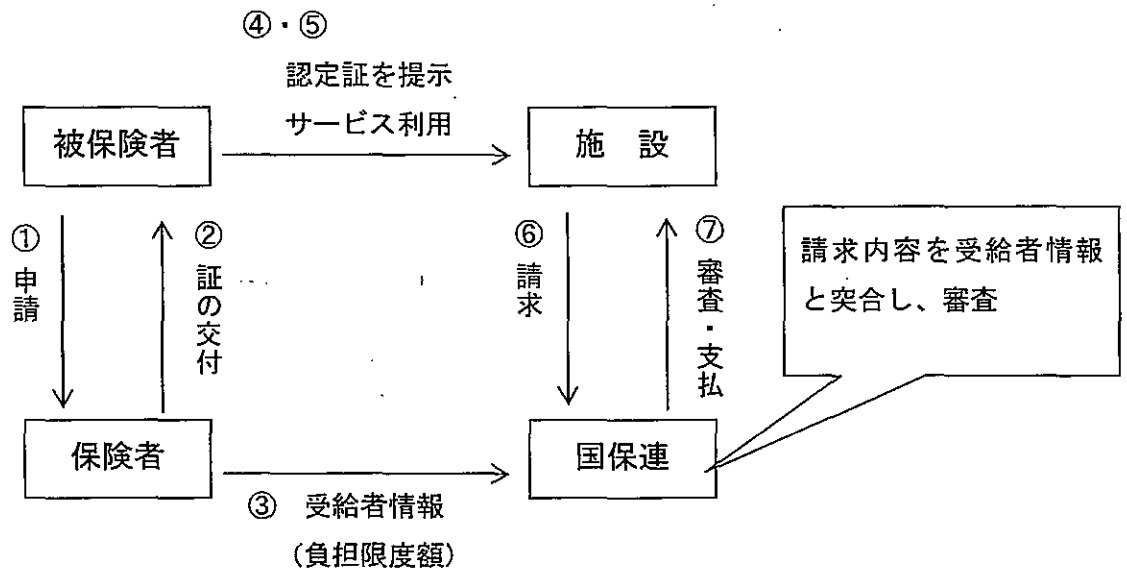 ④・⑤
認定証を提示
サービス利用
被保険者
施 設
①
申請
②
証の交付
⑥
請求
⑦
審査・支払
請求内容を受給者情報
と突合し、審査
保険者
国保連
③ 受給者情報
(負担限度額)